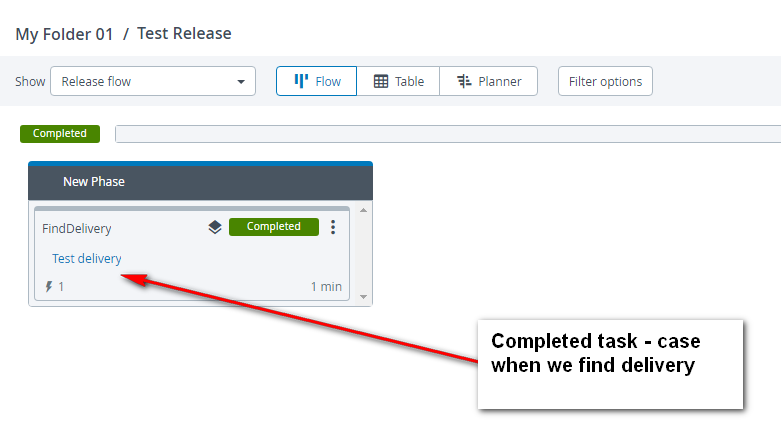 My Folder 01 / Test Release
Show Release flow Flow Table Planner Filter options
Completed
New Phase
FindDelivery Completed
Test delivery
1 1 min
Completed task - case
when we find delivery